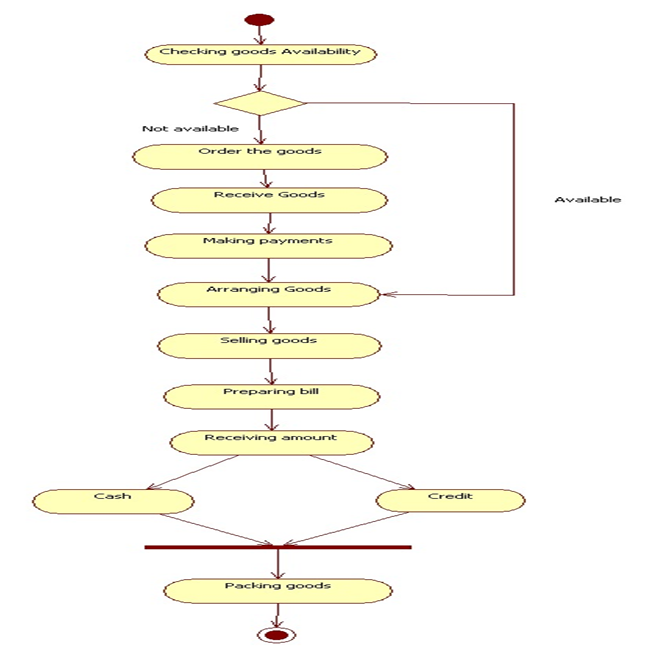 Checking goods Availability
Not available
Order the goods
Receive Goods
Available
Making payments
Arranging Goods
Selling goods
Preparing bill
Receiving amount
Cash
Credit
Packing goods